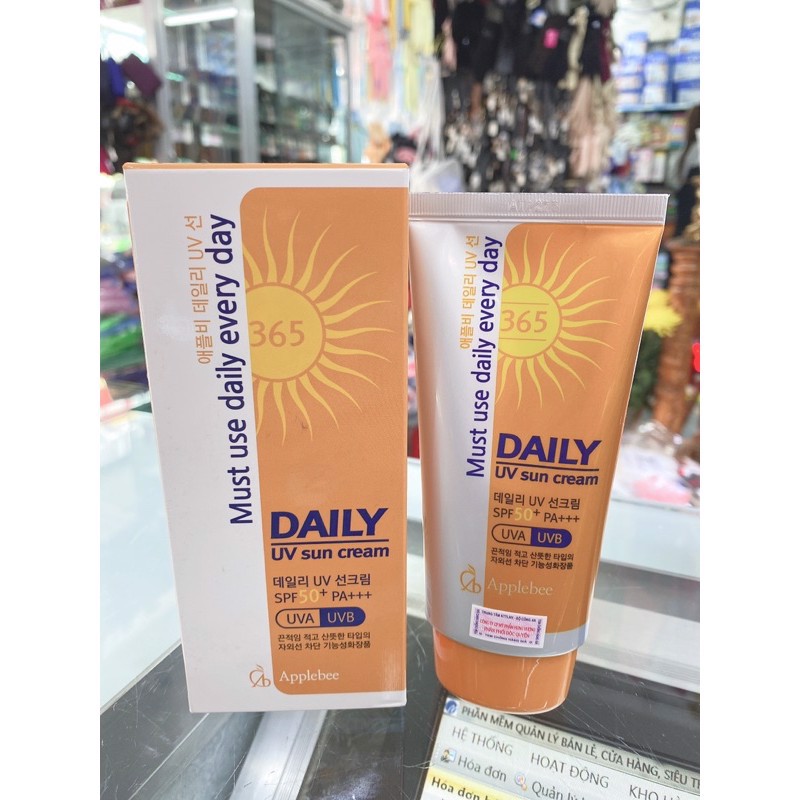 애플비 데일리 UV 선
Must use daily every day
365
DAILY
UV sun cream
데일리 UV 선크림
SPF50+ PA+++
UVA UVB
끈적임 적고 산뜻한 타입의
자외선 차단 기능성화장품
Applebee
애플비 데일리 UV 선
Must use daily every day
365
DAILY
UV sun cream
데일리 UV 선크림
SPF50+ PA+++
UVA UVB
끈적임 적고 산뜻한 타입의
자외선 차단 기능성화장품
Applebee
PHÂN PHỐI ĐỘC QUYỀN
PHẦN MỀM QUẢN LÝ BÁN LẺ, CỬA HÀNG, SIÊU
HỆ THỐNG HOẠT ĐỘNG KHO
Hóa đơn Quản lý
Hóa đơn